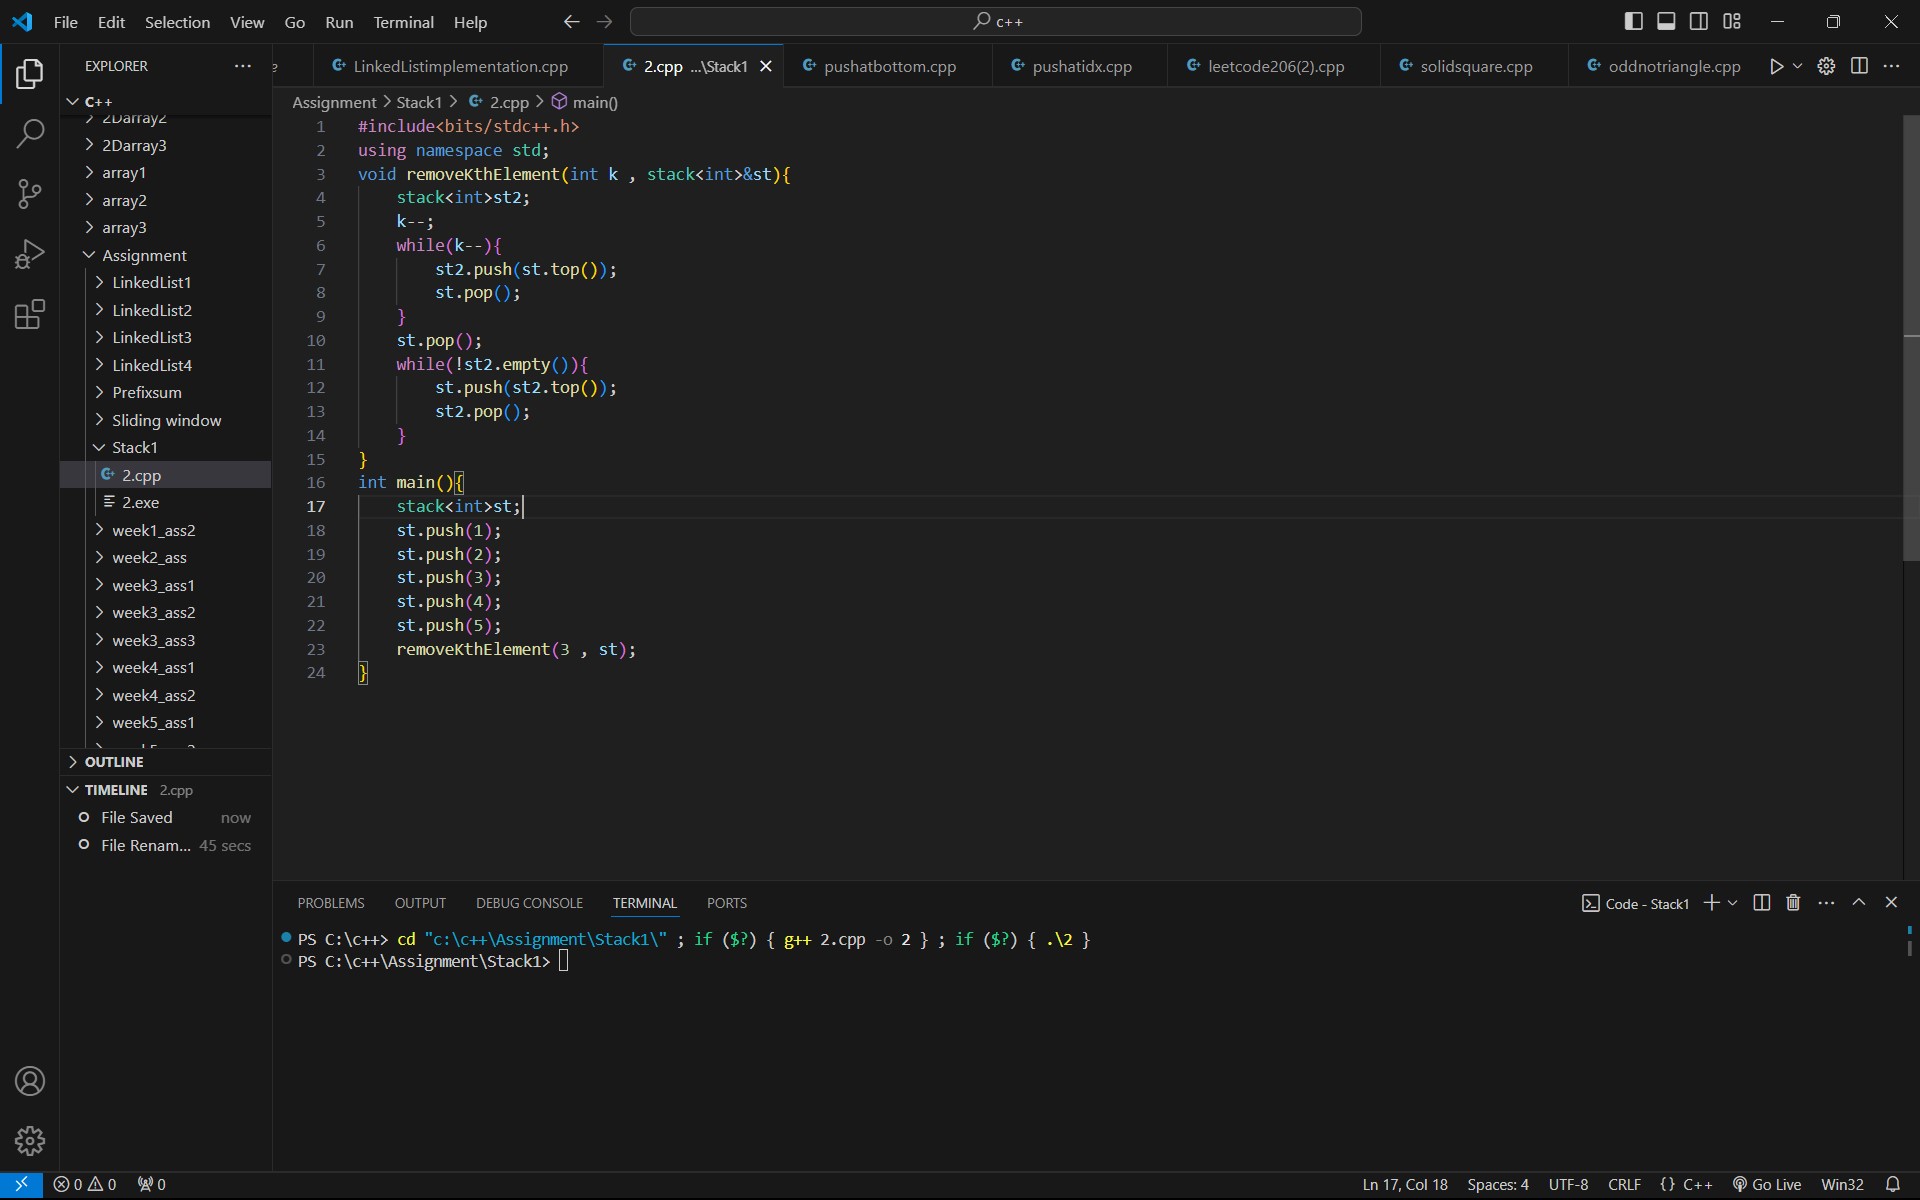 File Edit Selection View Go Run Terminal Help
c++
EXPLORER
LinkedListimplementation.cpp
2.cpp ...\Stack1
pushatbottom.cpp
pushatidx.cpp
leetcode206(2).cpp
solidsquare.cpp
oddnotriangle.cpp
C++
2Darray2
2Darray3
array1
array2
array3
Assignment
LinkedList1
LinkedList2
LinkedList3
LinkedList4
Prefixsum
Sliding window
Stack1
2.cpp
2.exe
week1_ass2
week2_ass
week3_ass1
week3_ass2
week3_ass3
week4_ass1
week4_ass2
week5_ass1
OUTLINE
TIMELINE 2.cpp
File Saved now
File Renam... 45 secs
Assignment > Stack1 > 2.cpp > main()
1 #include<bits/stdc++.h>
2 using namespace std;
3 void removeKthElement(int k , stack<int>&st){
4 stack<int>st2;
5 k--;
6 while(k--){
7 st2.push(st.top());
8 st.pop();
9 }
10 st.pop();
11 while(!st2.empty()){
12 st.push(st2.top());
13 st2.pop();
14 }
15 }
16 int main(){
17 stack<int>st;
18 st.push(1);
19 st.push(2);
20 st.push(3);
21 st.push(4);
22 st.push(5);
23 removeKthElement(3 , st);
24 }
PROBLEMS OUTPUT DEBUG CONSOLE TERMINAL PORTS
Code - Stack1
PS C:\c++> cd "c:\c++\Assignment\Stack1\" ; if ($?) { g++ 2.cpp -o 2 } ; if ($?) { .\2 }
PS C:\c++\Assignment\Stack1>
0 0 0
Ln 17, Col 18 Spaces: 4 UTF-8 CRLF {} C++ Go Live Win32